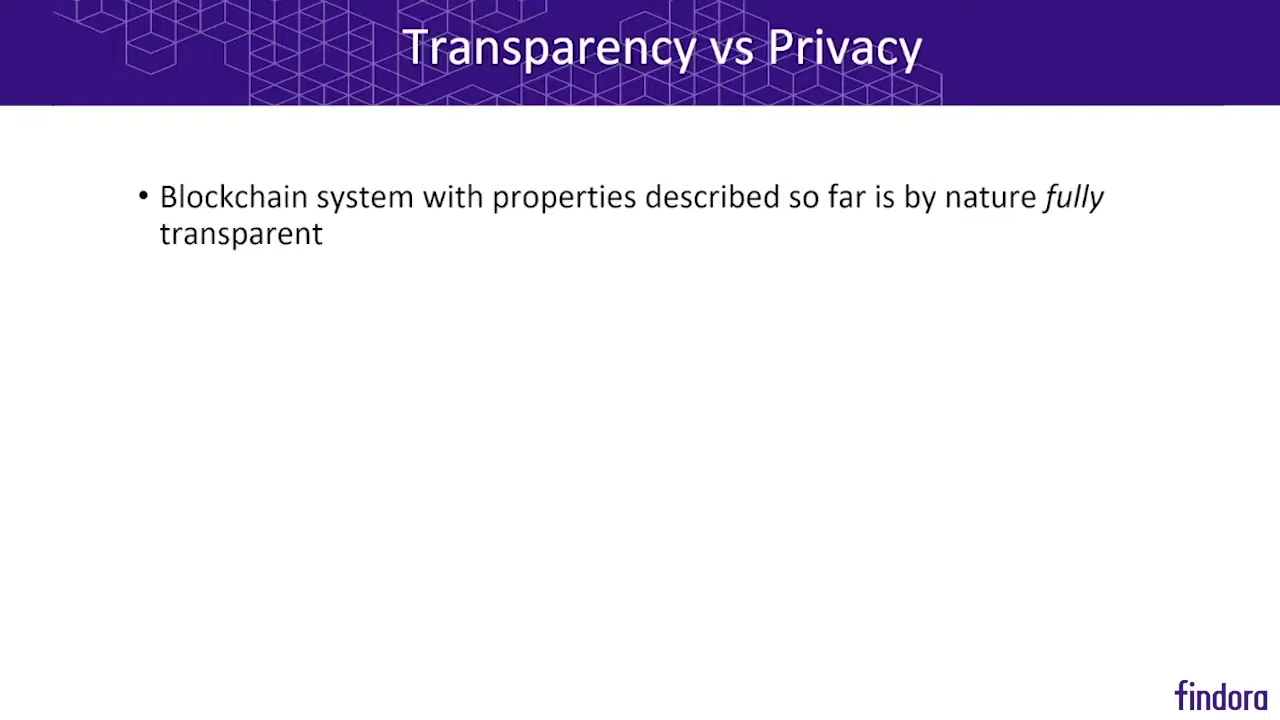 Transparency vs Privacy
• Blockchain system with properties described so far is by nature fully
transparent
findora